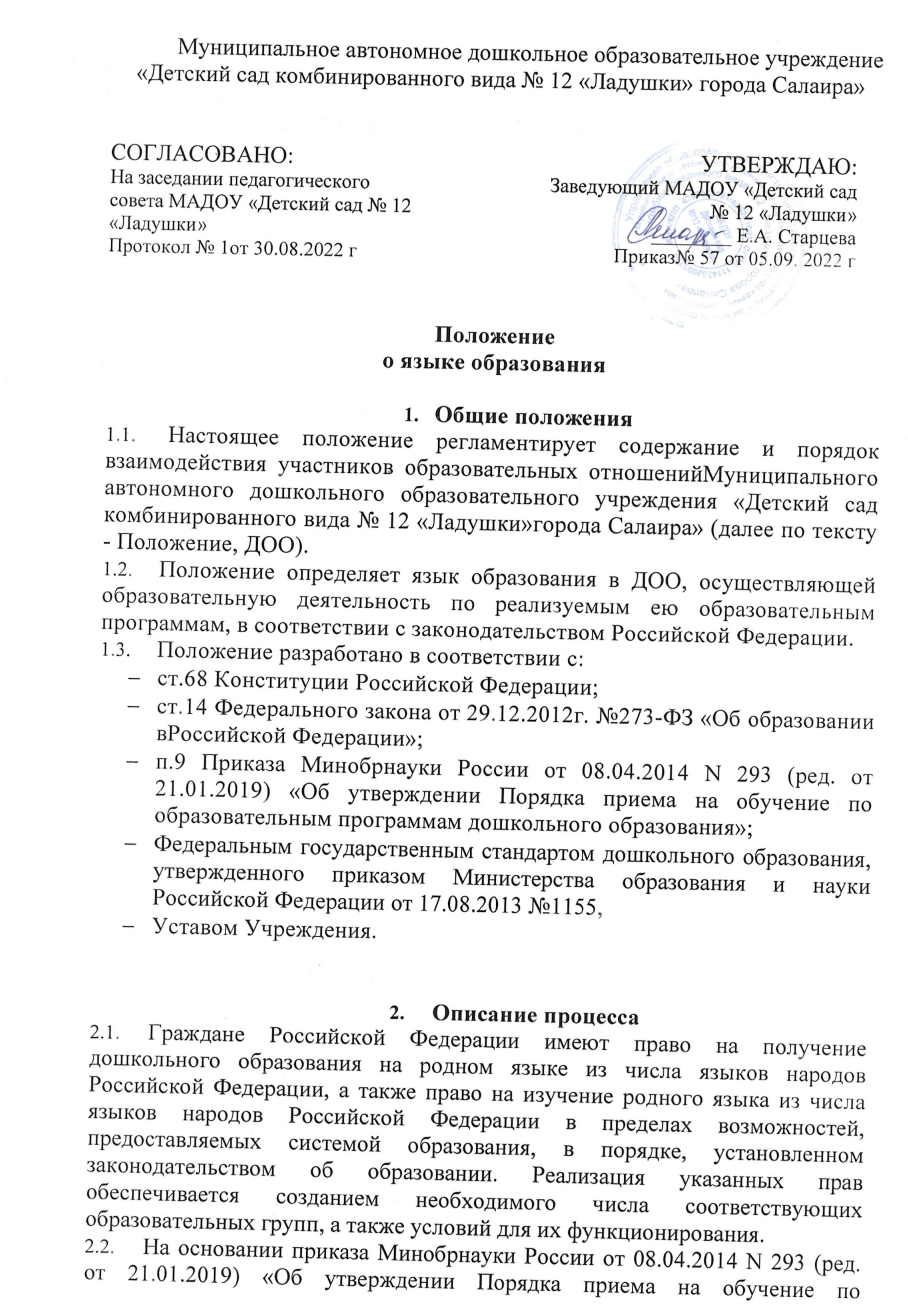 Муниципальное автономное дошкольное образовательное учреждение
«Детский сад комбинированного вида № 12 «Ладушки» города Салаира»
СОГЛАСОВАНО:
На заседании педагогического
совета МАДОУ «Детский сад № 12
«Ладушки»
Протокол № 1от 30.08.2022 г
УТВЕРЖДАЮ:
Заведующий МАДОУ «Детский сад
№ 12 «Ладушки»
Е.А. Старцева
Приказ№ 57 от 05.09. 2022 г
Положение
о языке образования
1. Общие положения
1.1. Настоящее положение регламентирует содержание и порядок
взаимодействия участников образовательных отношенийМуниципального
автономного дошкольного образовательного учреждения «Детский сад
комбинированного вида № 12 «Ладушки»города Салаира» (далее по тексту
- Положение, ДОО).
1.2. Положение определяет язык образования в ДОО, осуществляющей
образовательную деятельность по реализуемым ею образовательным
программам, в соответствии с законодательством Российской Федерации.
1.3. Положение разработано в соответствии с:
− ст.68 Конституции Российской Федерации;
− ст.14 Федерального закона от 29.12.2012г. №273-ФЗ «Об образовании
вРоссийской Федерации»;
− п.9 Приказа Минобрнауки России от 08.04.2014 N 293 (ред. от
21.01.2019) «Об утверждении Порядка приема на обучение по
образовательным программам дошкольного образования»;
− Федеральным государственным стандартом дошкольного образования,
утвержденного приказом Министерства образования и науки
Российской Федерации от 17.08.2013 №1155,
− Уставом Учреждения.
2. Описание процесса
2.1. Граждане Российской Федерации имеют право на получение
дошкольного образования на родном языке из числа языков народов
Российской Федерации, а также право на изучение родного языка из числа
языков народов Российской Федерации в пределах возможностей,
предоставляемых системой образования, в порядке, установленном
законодательством об образовании. Реализация указанных прав
обеспечивается созданием необходимого числа соответствующих
образовательных групп, а также условий для их функционирования.
2.2. На основании приказа Минобрнауки России от 08.04.2014 N 293 (ред.
от 21.01.2019) «Об утверждении Порядка приема на обучение по